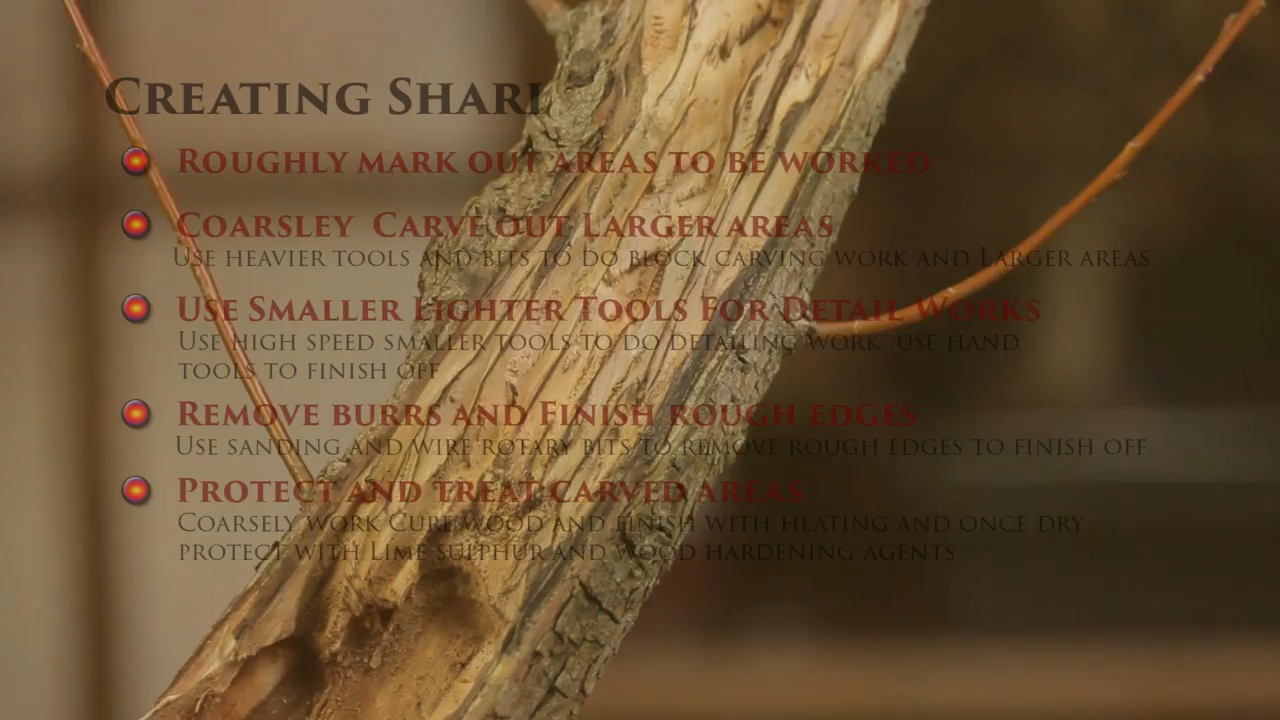 Creating Shari
Roughly mark out areas to be worked
Coarsley Carve out Larger areas
Use heavier tools and bits to do block carving work and Larger areas
Use Smaller Lighter Tools For Detail Works
Use high speed smaller tools to do detailing work. use hand
tools to finish off
Remove burrs and Finish rough edges
Use sanding and wire rotary bits to remove rough edges to finish off
Protect and treat carved areas
Coarsely work Cure wood and finish with heating and once dry
protect with Lime sulphur and wood hardening agents